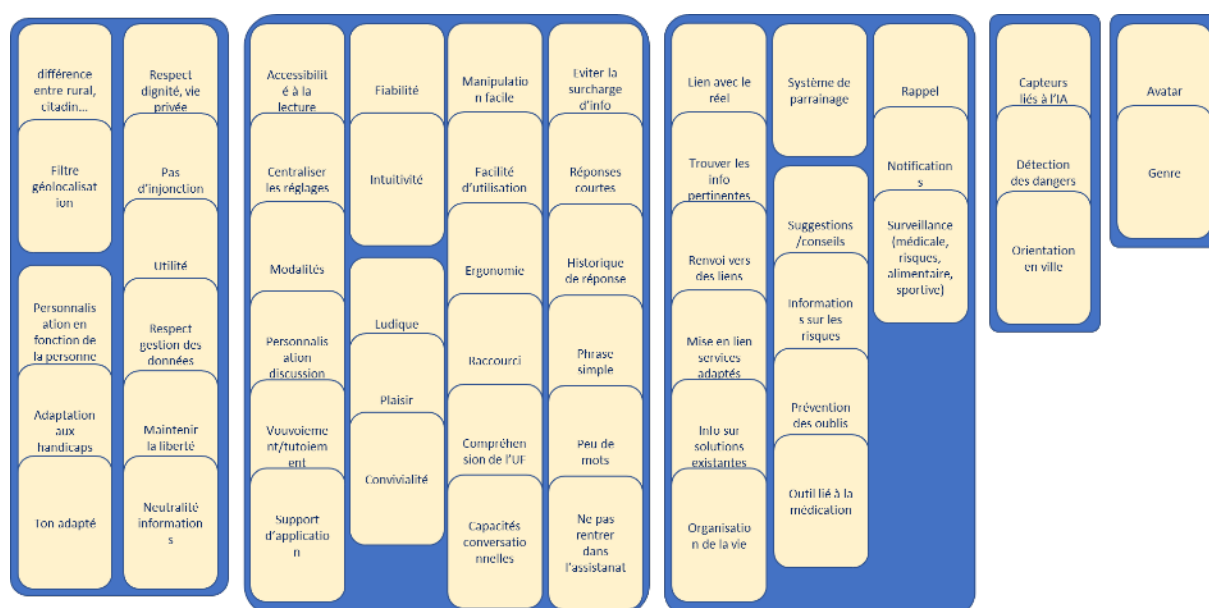 différence
entre rural,
citadin...
Filtre
géolocalisat
ion
Personnalis
ation en
fonction de
la personne
Adaptation
aux
handicaps
Ton adapté
Respect
dignité, vie
privée
Pas
d'injonction
Utilité
Respect
gestion des
données
Maintenir
la liberté
Neutralité
information
s
Accessibilit
é à la
lecture
Centraliser
les réglages
Modalités
Personnalis
ation
discussion
Vouvoieme
nt/tutoiem
ent
Support
d'applicatio
n
Fiabilité
Intuitivité
Ludique
Plaisir
Convivialité
Manipulatio
n facile
Facilité
d'utilisation
Ergonomie
Raccourci
Compréhen
sion de l'UF
Capacités
conversatio
nnelles
Eviter la
surcharge
d'info
Réponses
courtes
Historique
de réponse
Phrase
simple
Peu de
mots
Ne pas
rentrer
dans
l'assistanat
Lien avec le
réel
Trouver les
info
pertinentes
Renvoi vers
des liens
Mise en lien
services
adaptés
Info sur
solutions
existantes
Organisatio
n de la vie
Système de
parrainage
Suggestions
/conseils
Information
s sur les
risques
Prévention
des oublis
Outil lié à la
médication
Rappel
Notification
s
Surveillance
(médicale,
risques,
alimentaire,
sportive)
Capteurs
liés à l'IA
Détection
des dangers
Orientation
en ville
Avatar
Genre